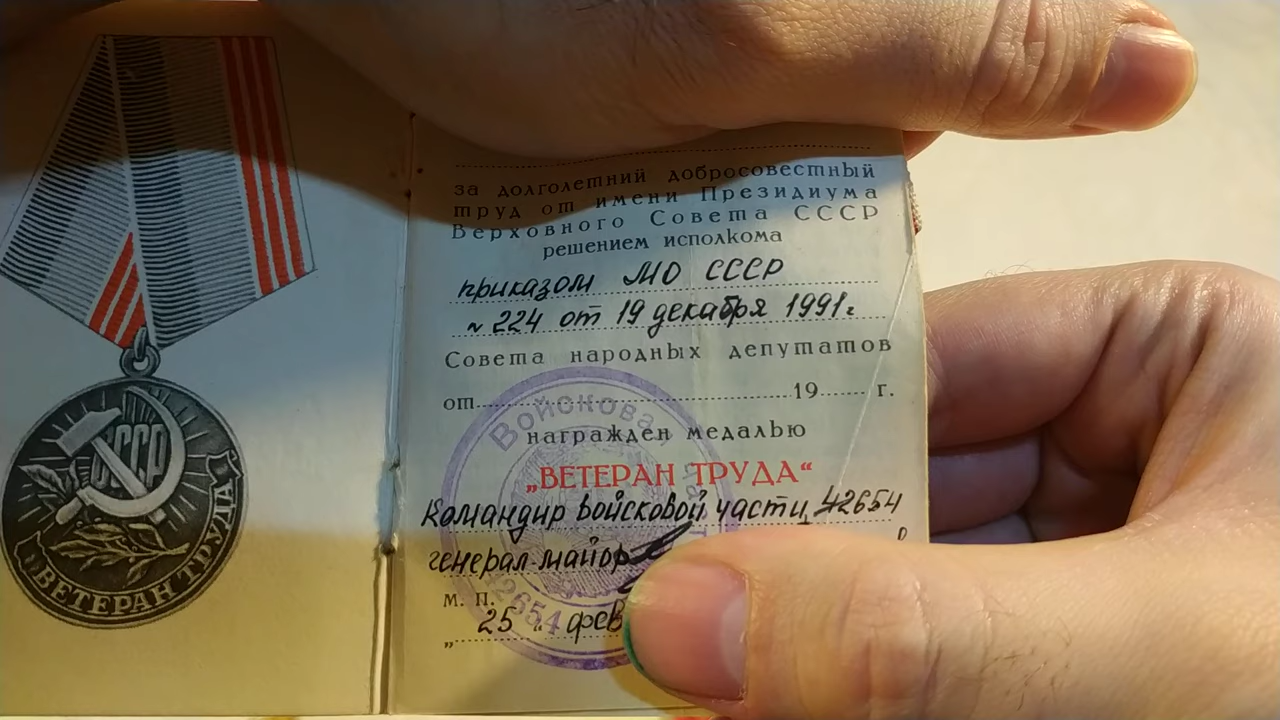 СССР
ВЕТЕРАН ТРУДА
за долголетний добросовестный
труд от имени Президиума
Верховного Совета СССР
решением исполкома
приказом МО СССР
№ 224 от 19 декабря 1991г
Совета народных депутатов
от 19 г.
награжден медалью
„ВЕТЕРАН ТРУДА“
Командир войсковой части 42654
генерал-майор
м. п.
„ 25 "
Войсковая
42654